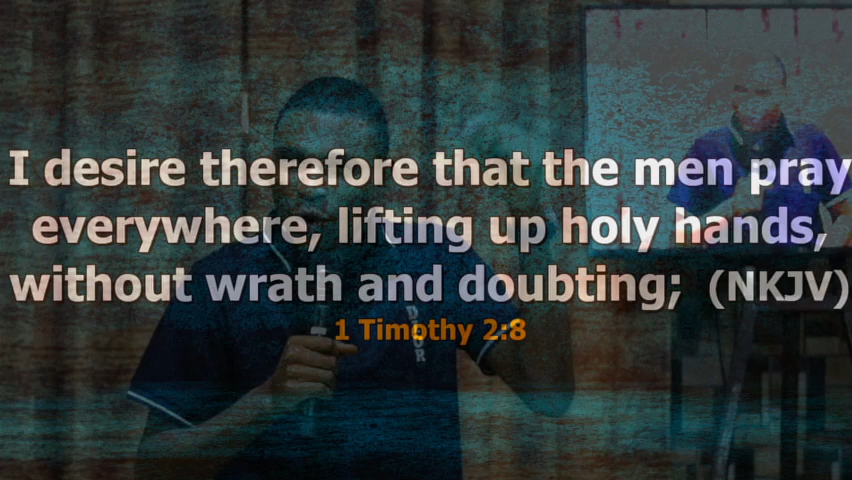 I desire therefore that the men pray
everywhere, lifting up holy hands,
without wrath and doubting; (NKJV)
1 Timothy 2:8